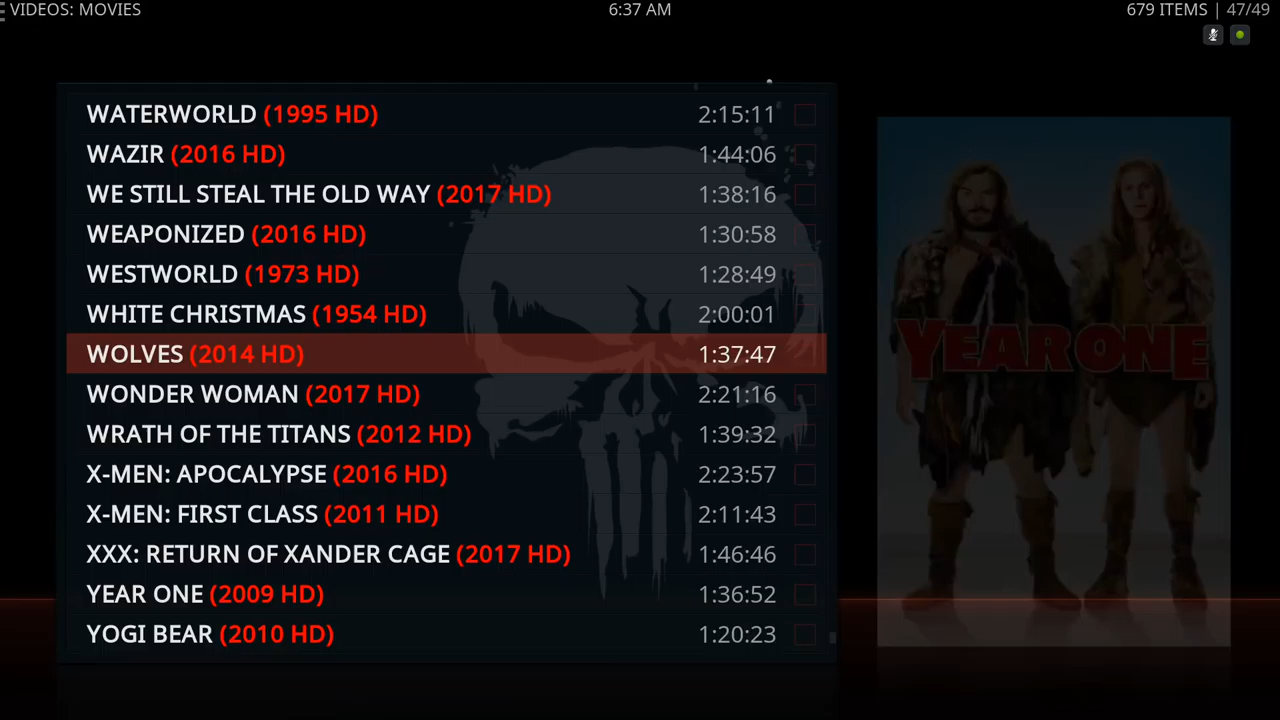 VIDEOS: MOVIES
6:37 AM
679 ITEMS | 47/49
WATERWORLD (1995 HD) 2:15:11
WAZIR (2016 HD) 1:44:06
WE STILL STEAL THE OLD WAY (2017 HD) 1:38:16
WEAPONIZED (2016 HD) 1:30:58
WESTWORLD (1973 HD) 1:28:49
WHITE CHRISTMAS (1954 HD) 2:00:01
WOLVES (2014 HD) 1:37:47
WONDER WOMAN (2017 HD) 2:21:16
WRATH OF THE TITANS (2012 HD) 1:39:32
X-MEN: APOCALYPSE (2016 HD) 2:23:57
X-MEN: FIRST CLASS (2011 HD) 2:11:43
XXX: RETURN OF XANDER CAGE (2017 HD) 1:46:46
YEAR ONE (2009 HD) 1:36:52
YOGI BEAR (2010 HD) 1:20:23
YEAR ONE